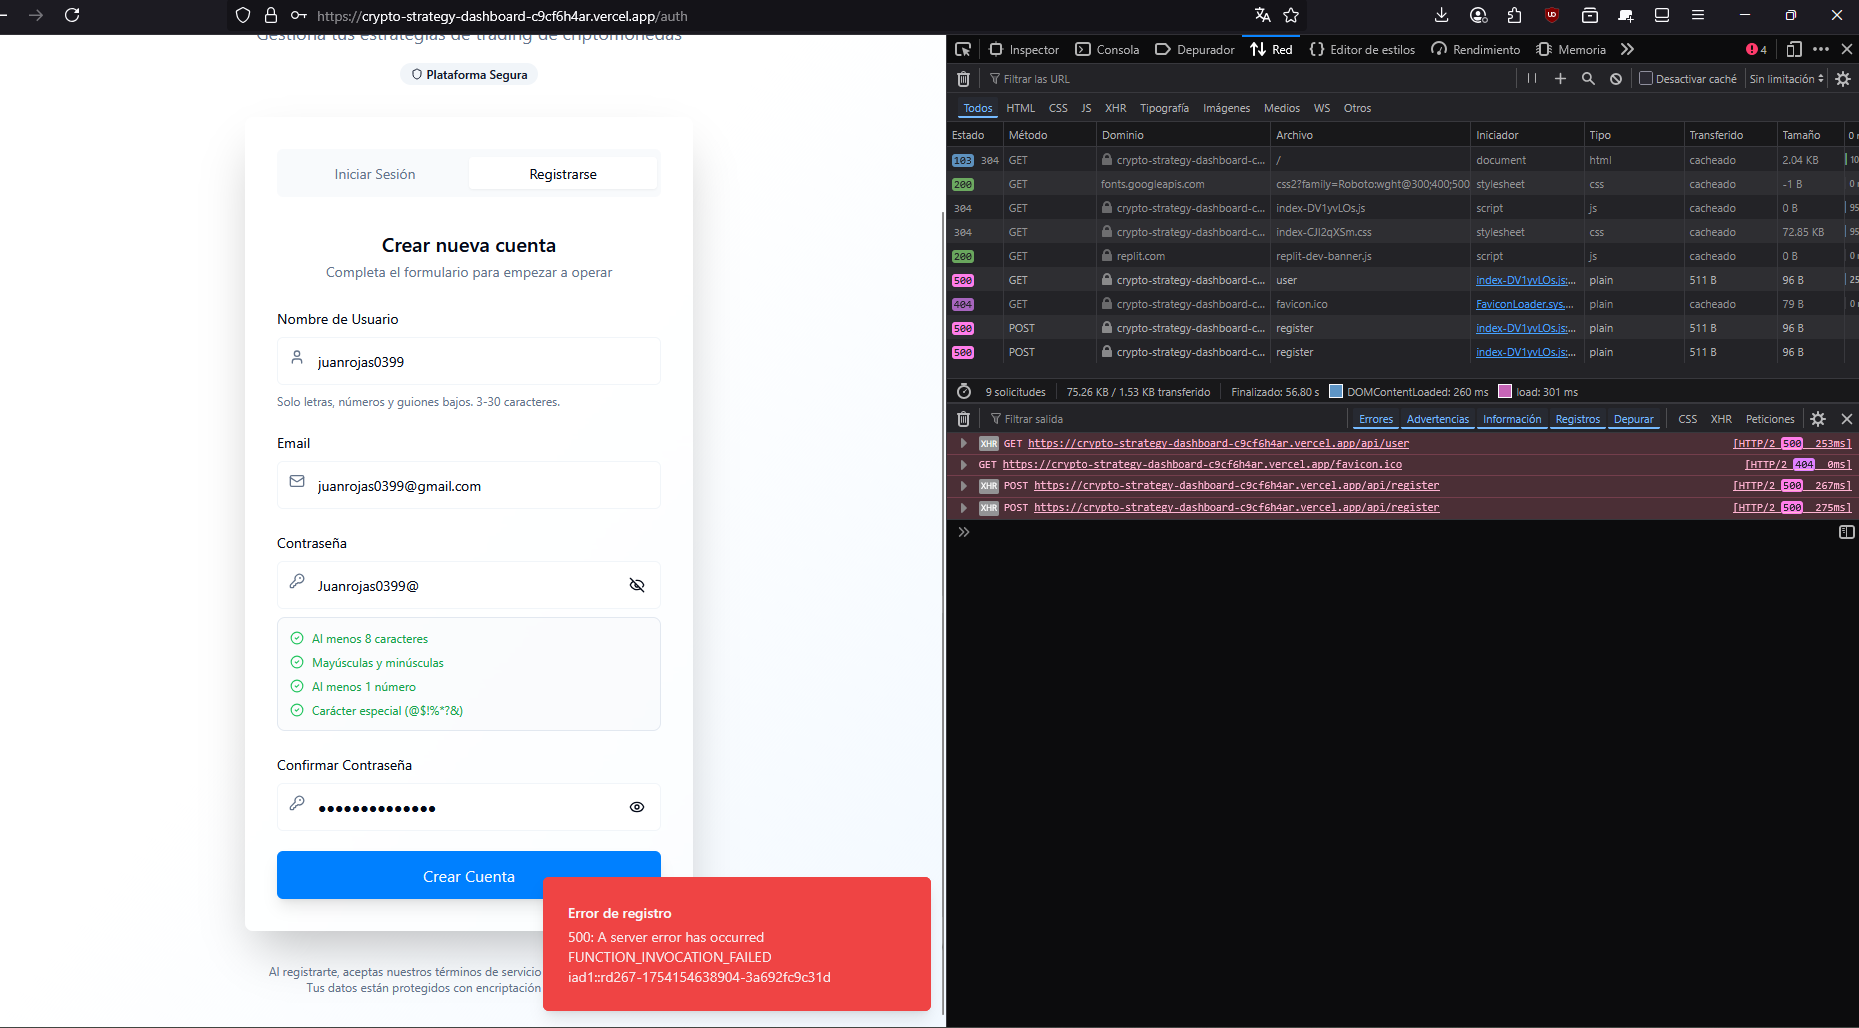 https://crypto-strategy-dashboard-c9cf6h4ar.vercel.app/auth
Gestiona tus estrategias de trading de criptomonedas
Plataforma Segura
Iniciar Sesión
Registrarse
Crear nueva cuenta
Completa el formulario para empezar a operar
Nombre de Usuario
juanrojas0399
Solo letras, números y guiones bajos. 3-30 caracteres.
Email
juanrojas0399@gmail.com
Contraseña
Juanrojas0399@
Al menos 8 caracteres
Mayúsculas y minúsculas
Al menos 1 número
Carácter especial (@$!%*?&)
Confirmar Contraseña
●●●●●●●●●●●●●●
Crear Cuenta
Al registrarte, aceptas nuestros términos de servicio
Tus datos están protegidos con encriptación
Error de registro
500: A server error has occurred
FUNCTION_INVOCATION_FAILED
iad1::rd267-1754154638904-3a692fc9c31d
Inspector Consola Depurador Red Editor de estilos Rendimiento Memoria 4
Filtrar las URL Desactivar caché Sin limitación
Todos HTML CSS JS XHR Tipografía Imágenes Medios WS Otros
Estado Método Dominio Archivo Iniciador Tipo Transferido Tamaño
103 304 GET crypto-strategy-dashboard-c... / document html cacheado 2.04 KB
200 GET fonts.googleapis.com css2?family=Roboto:wght@300;400;500 stylesheet css cacheado -1 B
304 GET crypto-strategy-dashboard-c... index-DV1yvLOs.js script js cacheado 0 B
304 GET crypto-strategy-dashboard-c... index-CJl2qXSm.css stylesheet css cacheado 72.85 KB
200 GET replit.com replit-dev-banner.js script js cacheado 0 B
500 GET crypto-strategy-dashboard-c... user index-DV1yvLOs.js:... plain 511 B 96 B
404 GET crypto-strategy-dashboard-c... favicon.ico FaviconLoader.sys.... plain cacheado 79 B
500 POST crypto-strategy-dashboard-c... register index-DV1yvLOs.js:... plain 511 B 96 B
500 POST crypto-strategy-dashboard-c... register index-DV1yvLOs.js:... plain 511 B 96 B
9 solicitudes 75.26 KB / 1.53 KB transferido Finalizado: 56.80 s DOMContentLoaded: 260 ms load: 301 ms
Filtrar salida Errores Advertencias Información Registros Depurar CSS XHR Peticiones
XHR GET https://crypto-strategy-dashboard-c9cf6h4ar.vercel.app/api/user [HTTP/2 500 253ms]
GET https://crypto-strategy-dashboard-c9cf6h4ar.vercel.app/favicon.ico [HTTP/2 404 0ms]
XHR POST https://crypto-strategy-dashboard-c9cf6h4ar.vercel.app/api/register [HTTP/2 500 267ms]
XHR POST https://crypto-strategy-dashboard-c9cf6h4ar.vercel.app/api/register [HTTP/2 500 275ms]